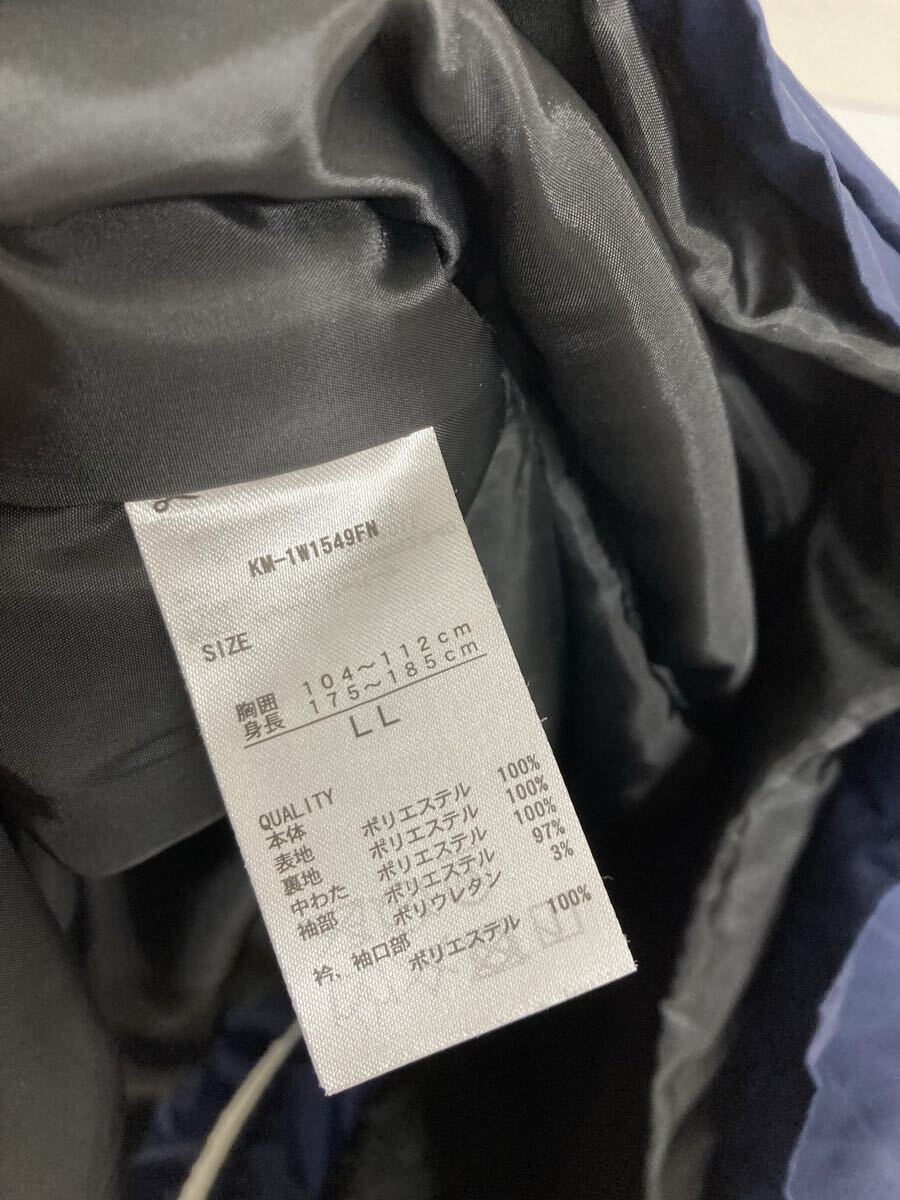 KM-1W1549FN
SIZE
胸囲 104～112cm
身長 175～185cm
LL
QUALITY
本体
表地 ポリエステル 100%
裏地 ポリエステル 100%
中わた ポリエステル 100%
袖部 ポリエステル 97%
ポリウレタン 3%
衿、袖口部
ポリエステル 100%